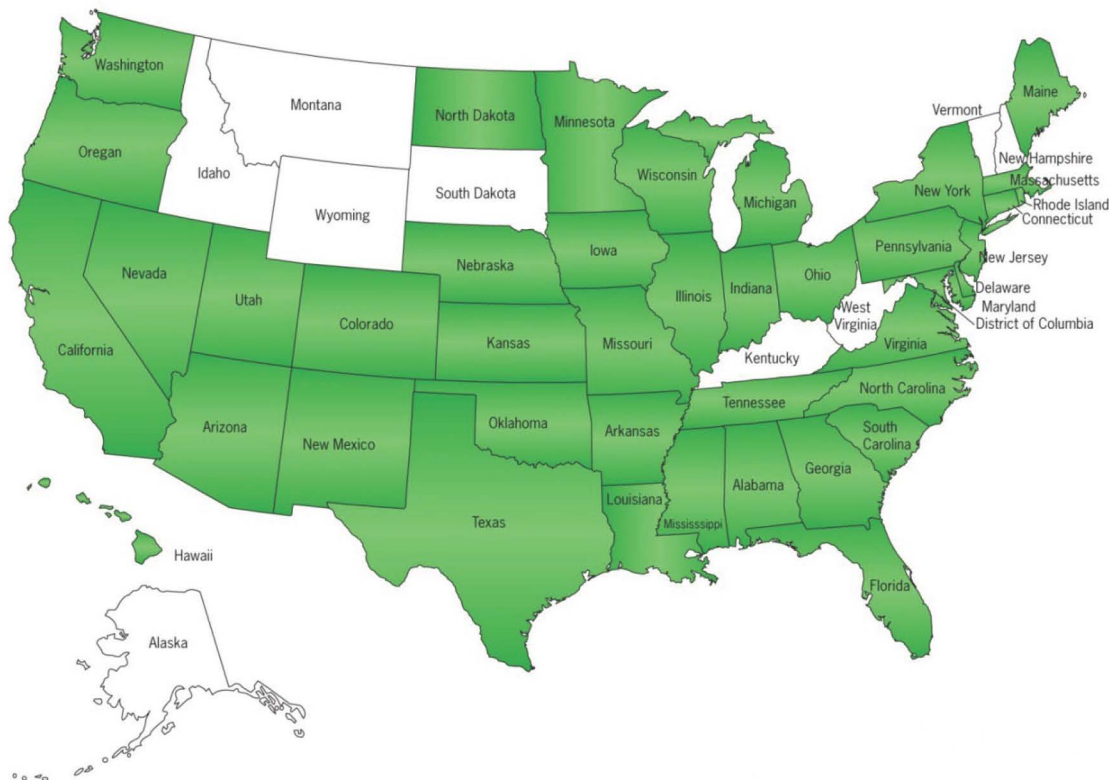 Washington
Montana
North Dakota
Minnesota
Maine
Vermont
Oregan
Idaho
Wisconsin
New Hampshire
South Dakota
Michigan
New York
Massachusetts
Wyoming
Rhode Island
Connecticut
Iowa
Pennsylvania
Nebraska
Ohio
New Jersey
Nevada
Utah
Illinois
Indiana
Delaware
Maryland
West
Virginia
Colorado
District of Columbia
California
Kansas
Missouri
Kentucky
Virginia
North Carolina
Tennessee
Arizona
Oklahoma
Arkansas
South
Carolina
New Mexico
Georgia
Alabama
Louisiana
Texas
Mississsippi
Hawaii
Florida
Alaska